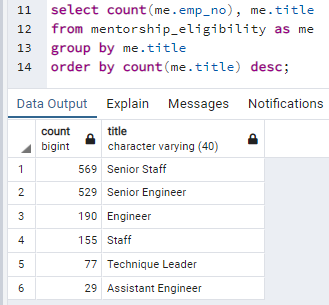 11 select count(me.emp_no), me.title
12 from mentorship_eligibility as me
13 group by me.title
14 order by count(me.title) desc;
Data Output Explain Messages Notifications
count bigint title character varying (40)
1 569 Senior Staff
2 529 Senior Engineer
3 190 Engineer
4 155 Staff
5 77 Technique Leader
6 29 Assistant Engineer